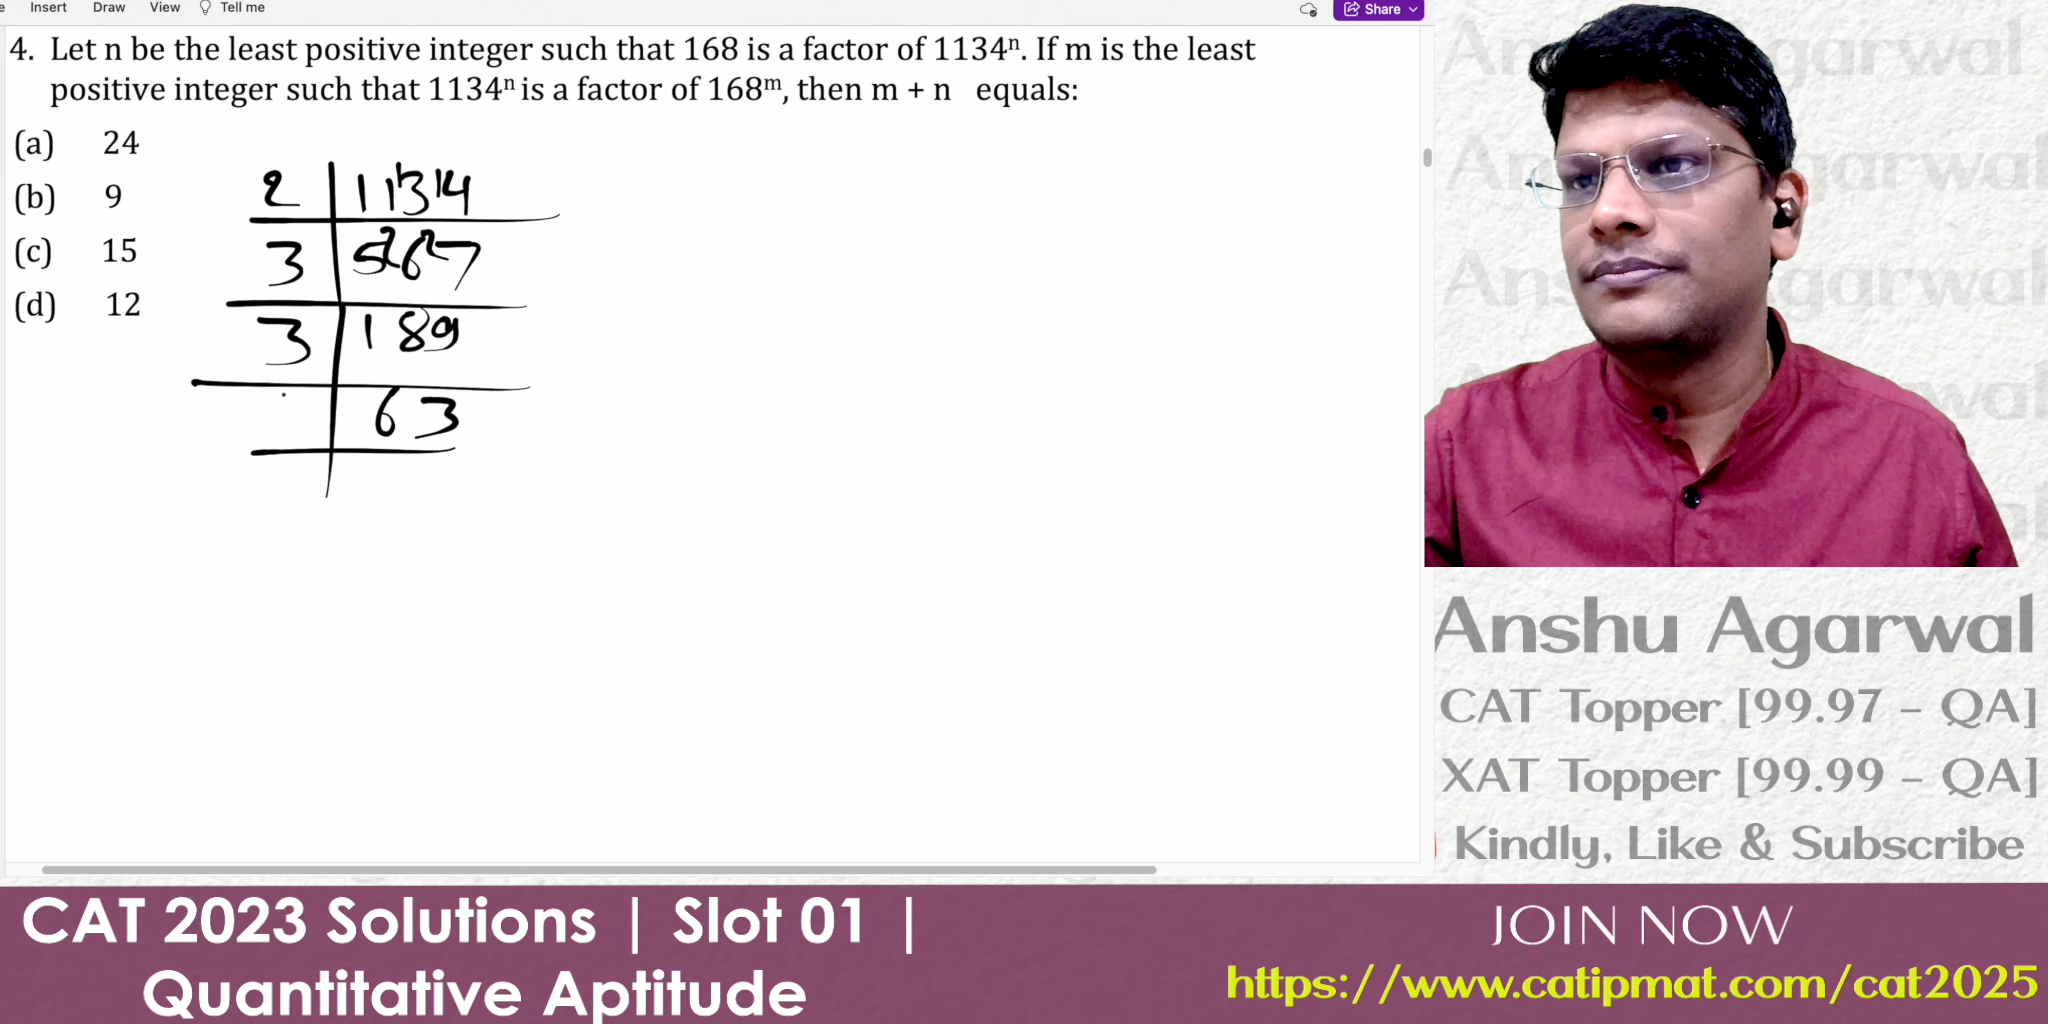 Insert Draw View Tell me
Share
4. Let n be the least positive integer such that 168 is a factor of 1134ⁿ. If m is the least
positive integer such that 1134ⁿ is a factor of 168ᵐ, then m + n equals:
(a) 24
(b) 9
(c) 15
(d) 12
2 | 11¹3¹4
3 | 5²6²7
3 | 189
63
Anshu Agarwal
CAT Topper [99.97 – QA]
XAT Topper [99.99 – QA]
Kindly, Like & Subscribe
CAT 2023 Solutions | Slot 01 |
Quantitative Aptitude
JOIN NOW
https://www.catipmat.com/cat2025